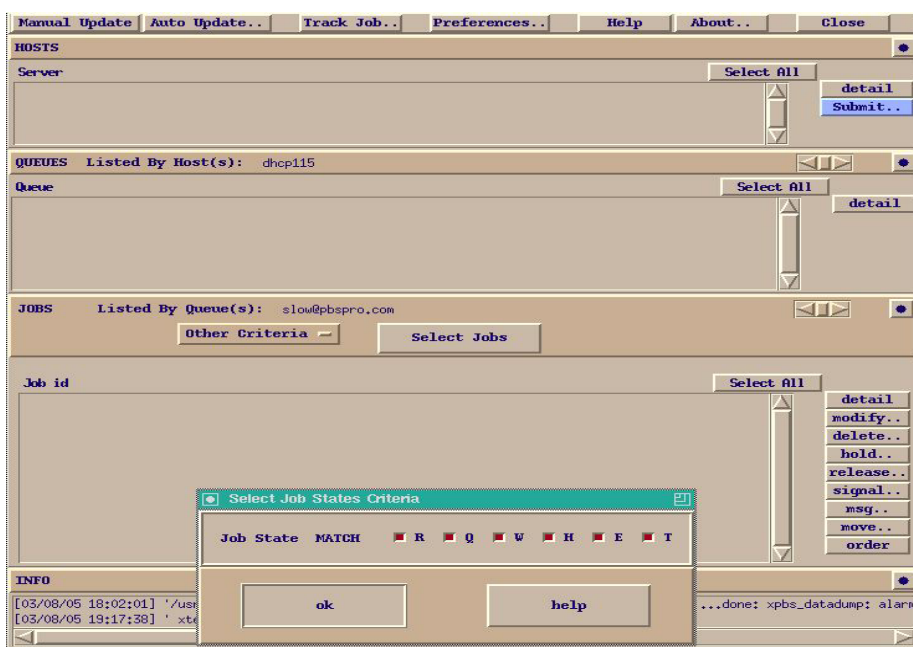 Manual Update Auto Update.. Track Job.. Preferences.. Help About.. Close
HOSTS
Server Select All
detail
Submit..
QUEUES Listed By Host(s): dhcp115
Queue Select All
detail
JOBS Listed By Queue(s): slow@pbspro.com
Other Criteria Select Jobs
Job id Select All
detail
modify..
delete..
hold..
release..
signal..
msg..
move..
order
Select Job States Criteria
Job State MATCH R Q W H E T
ok help
INFO
[03/08/05 18:02:01] '/usr ...done: xpbs_datadump: alarm
[03/08/05 19:17:38] ' xte